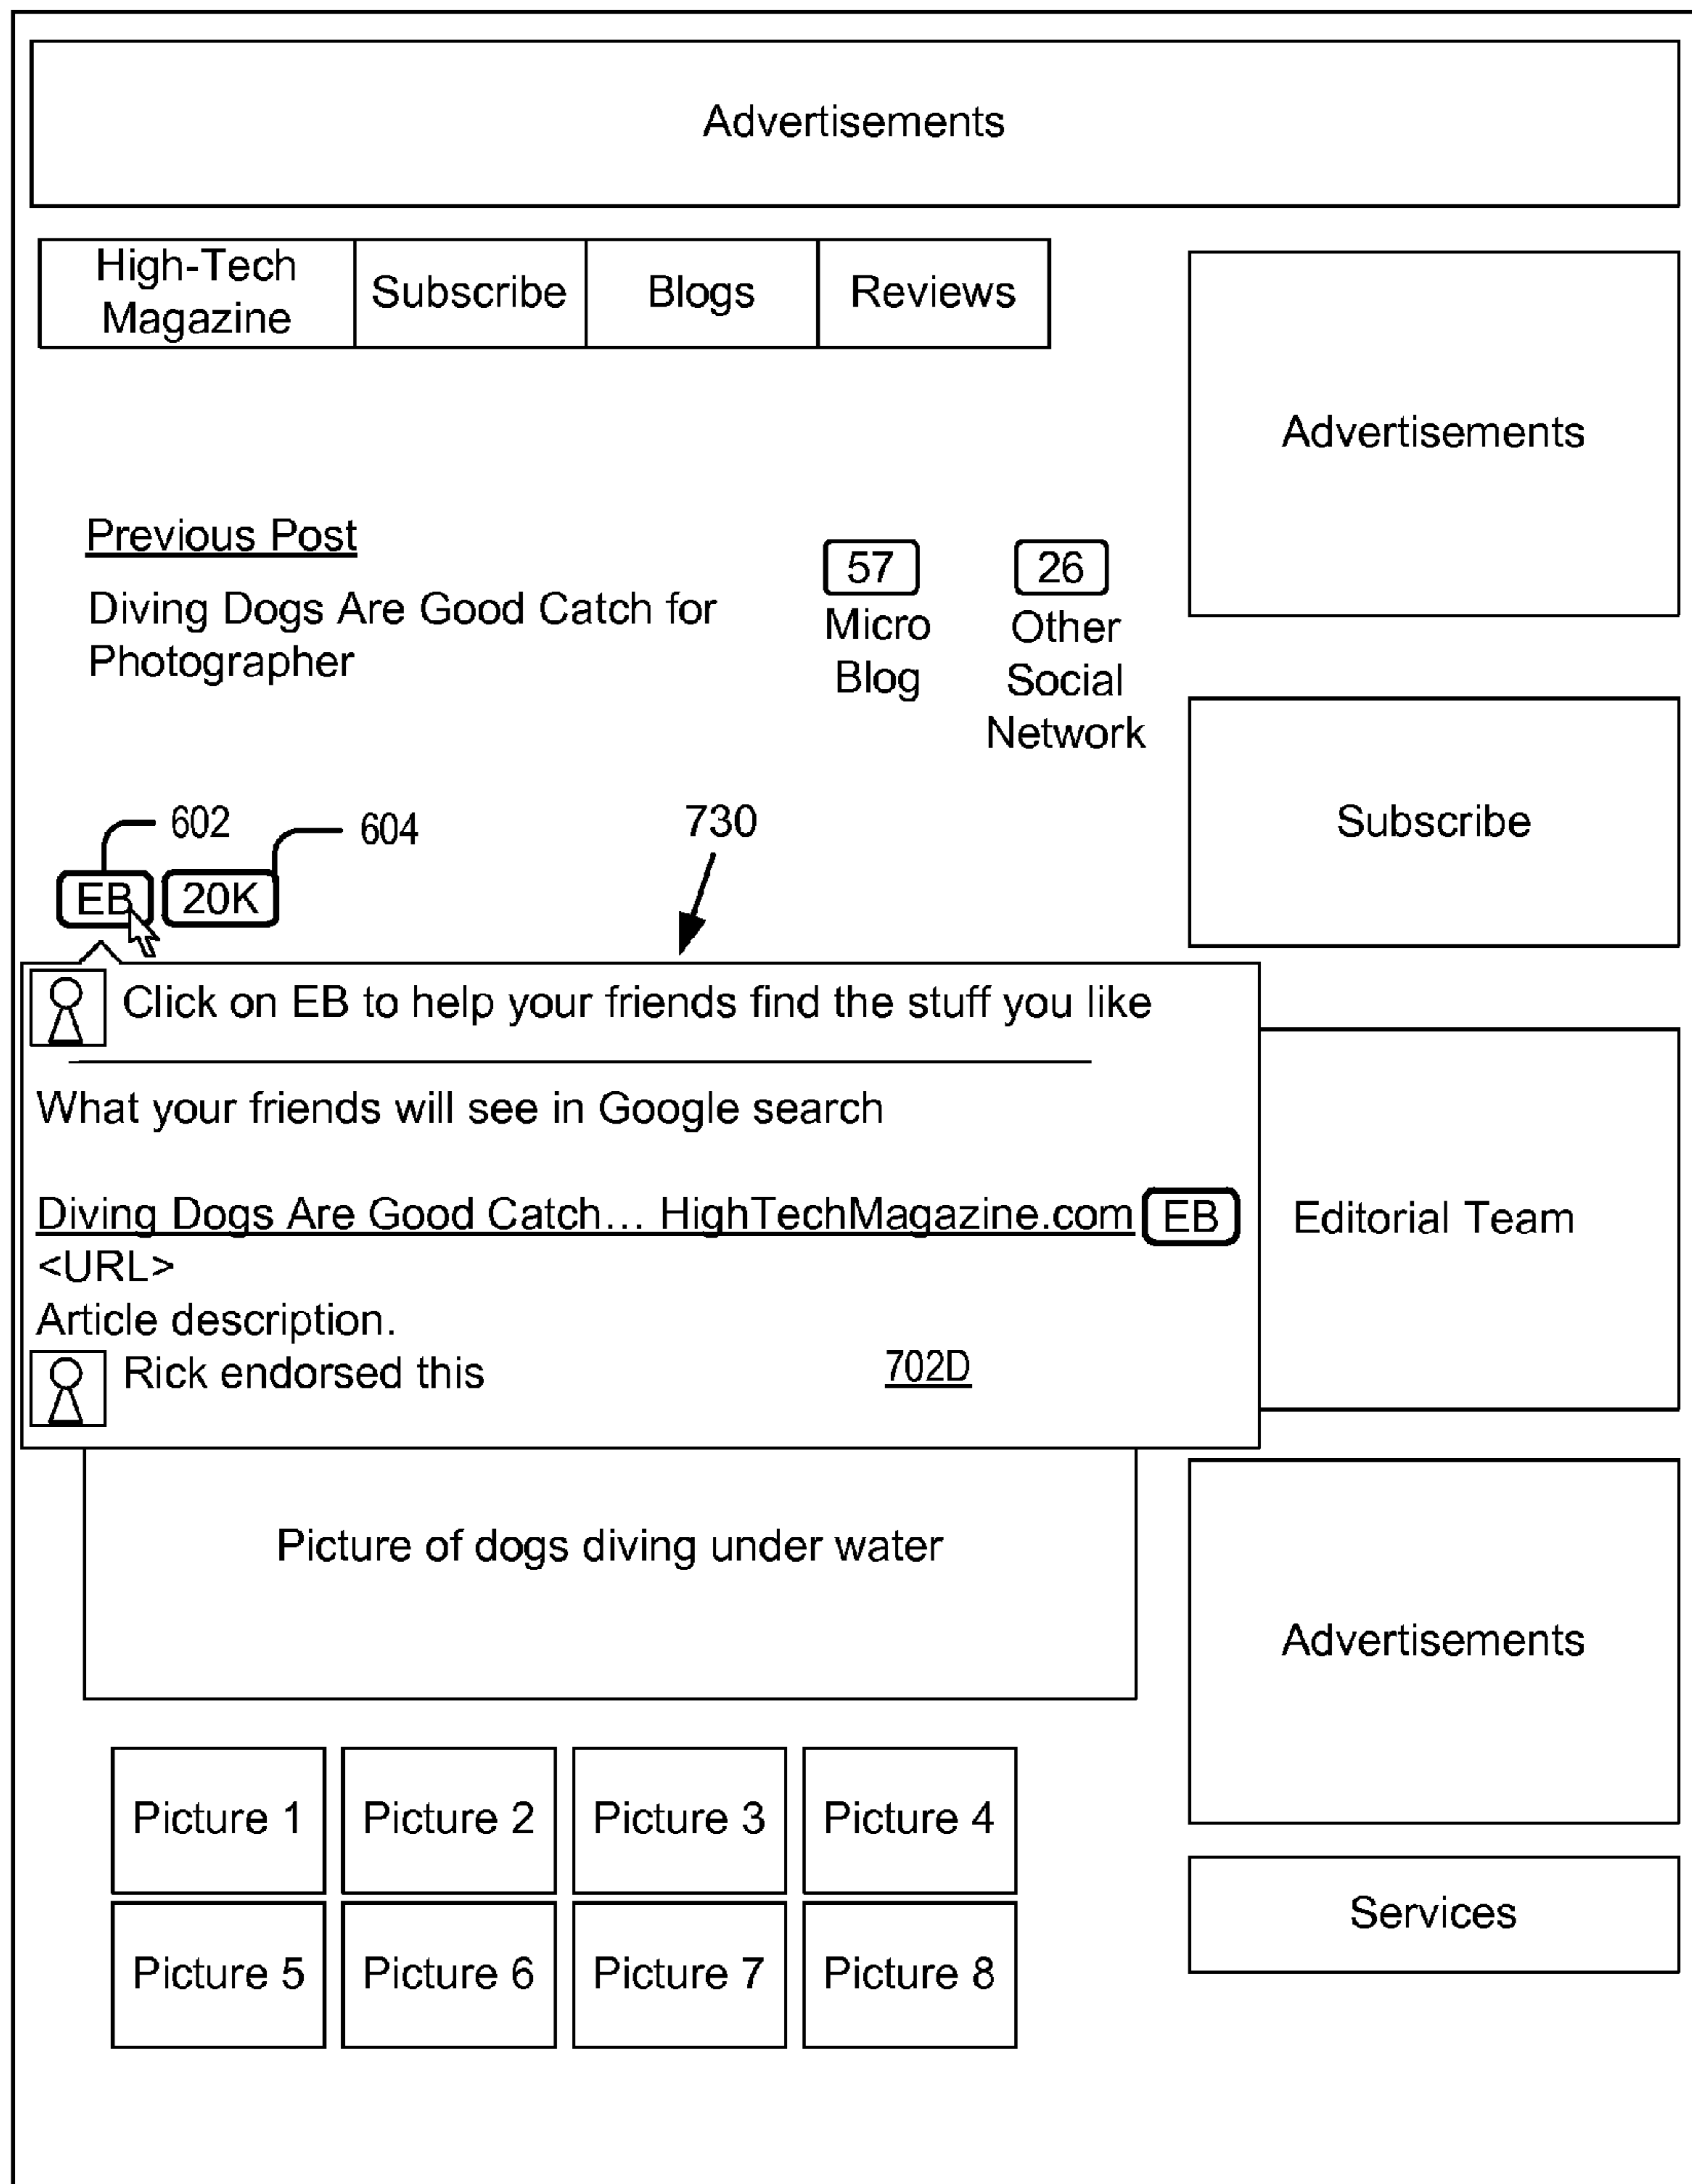 Advertisements
High-Tech
Magazine
Subscribe
Blogs
Reviews
Advertisements
Previous Post
Diving Dogs Are Good Catch for
Photographer
57
Micro
Blog
26
Other
Social
Network
Subscribe
602
604
730
EB
20K
Click on EB to help your friends find the stuff you like
What your friends will see in Google search
Diving Dogs Are Good Catch... HighTechMagazine.com EB
<URL>
Article description.
Rick endorsed this
702D
Editorial Team
Picture of dogs diving under water
Advertisements
Picture 1
Picture 2
Picture 3
Picture 4
Picture 5
Picture 6
Picture 7
Picture 8
Services